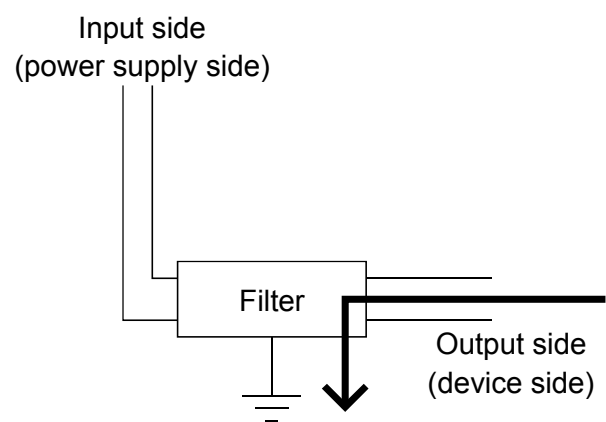 Input side
(power supply side)
Filter
Output side
(device side)